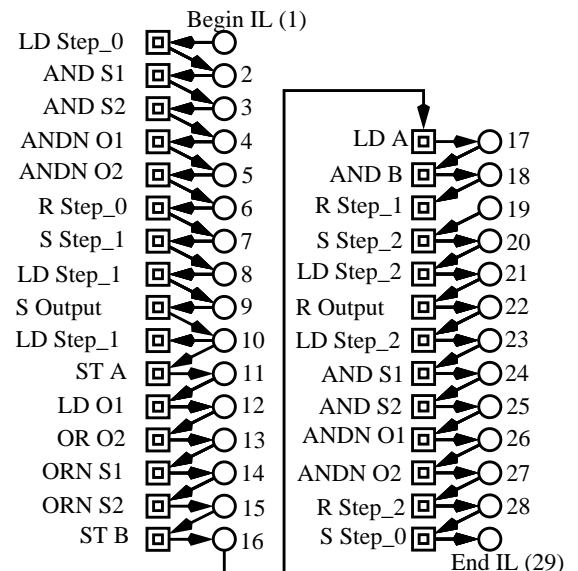 Begin IL (1)
LD Step_0
AND S1 2
AND S2 3
ANDN O1 4
ANDN O2 5
R Step_0 6
S Step_1 7
LD Step_1 8
S Output 9
LD Step_1 10
ST A 11
LD O1 12
OR O2 13
ORN S1 14
ORN S2 15
ST B 16
LD A 17
AND B 18
R Step_1 19
S Step_2 20
LD Step_2 21
R Output 22
LD Step_2 23
AND S1 24
AND S2 25
ANDN O1 26
ANDN O2 27
R Step_2 28
S Step_0
End IL (29)